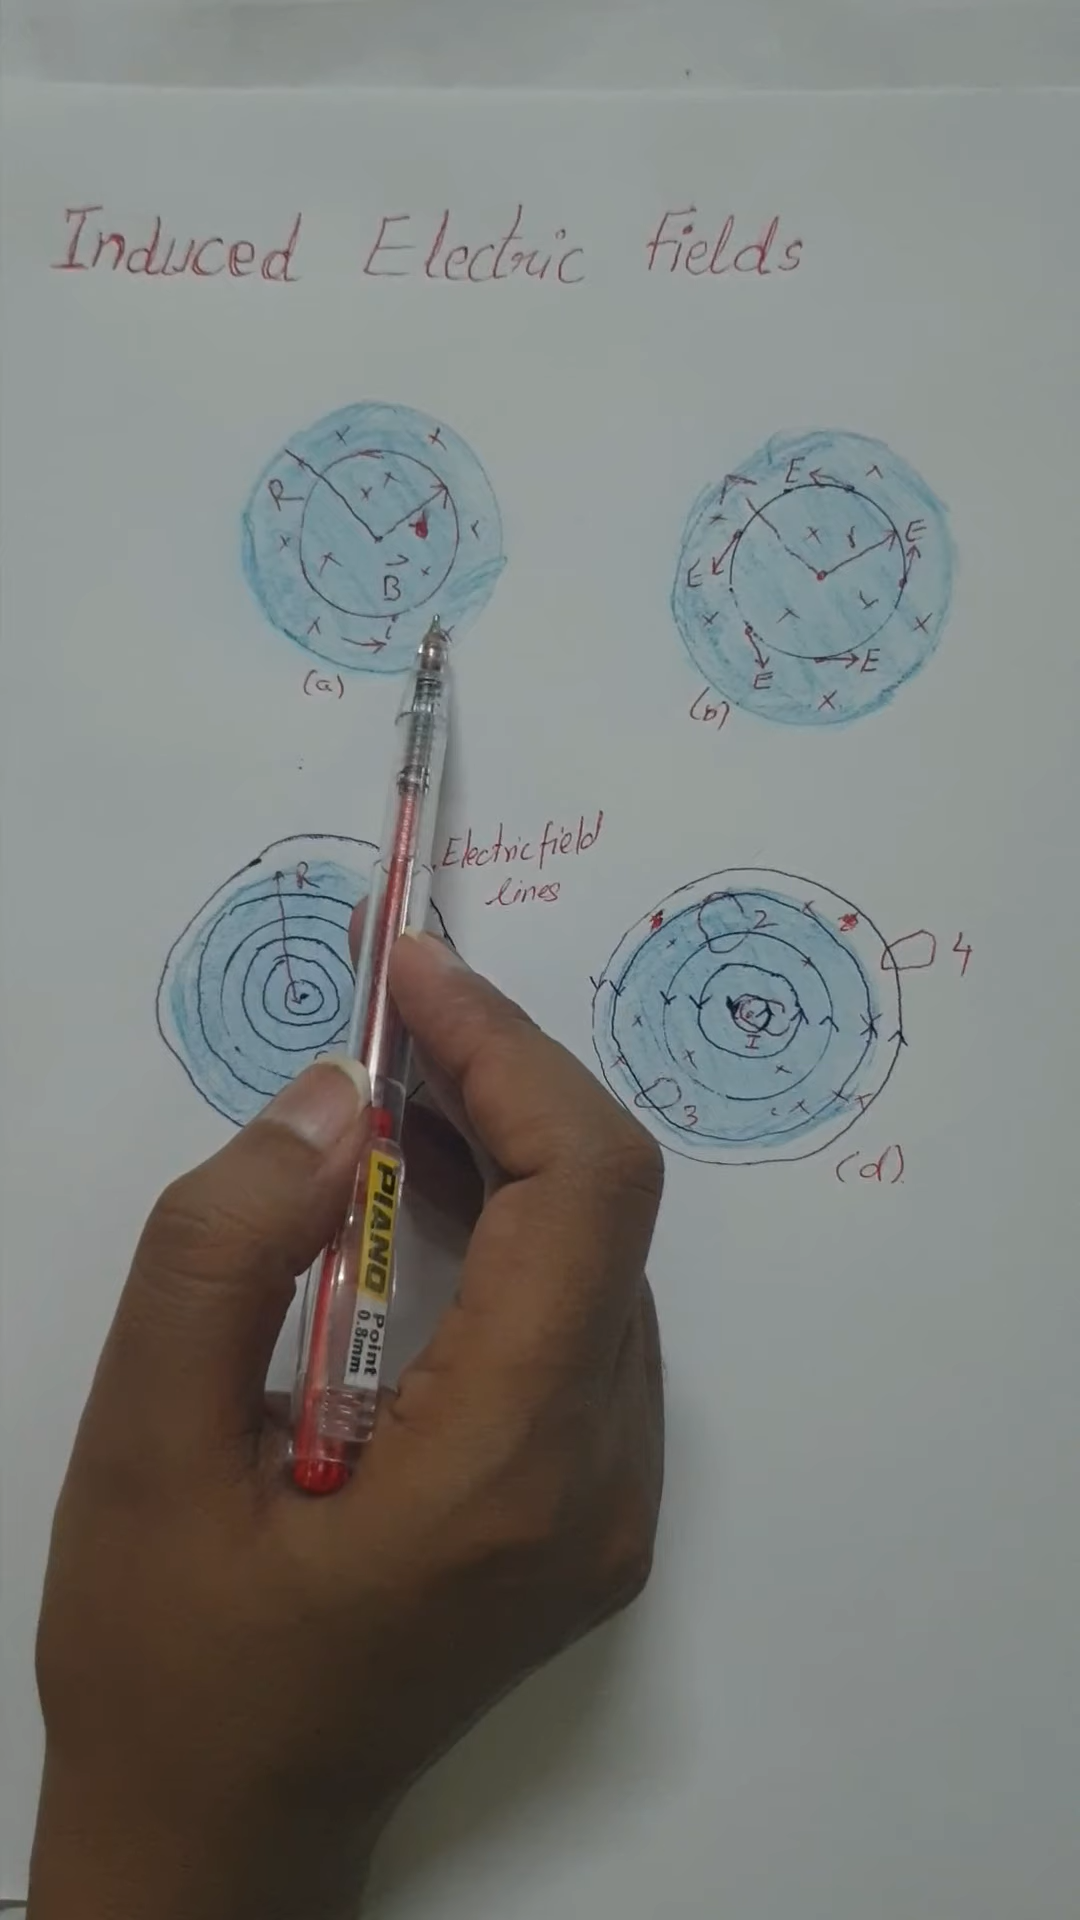 Induced Electric Fields
R
B
i
(a)
E
E
r
E
E
E
(b)
R
Electric field
lines
2
4
1
3
(d)
PIANO
Point
0.8mm